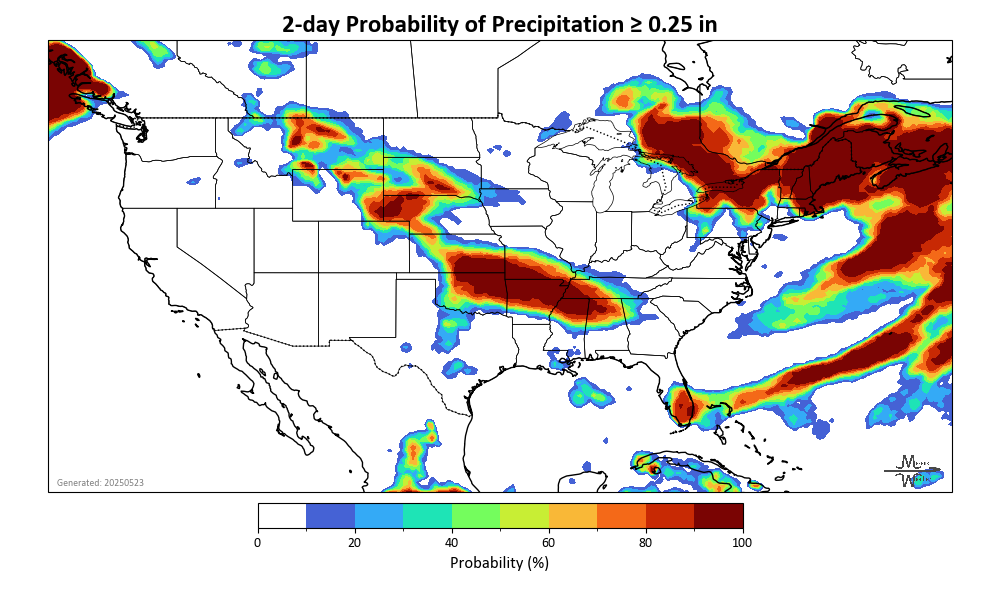 2-day Probability of Precipitation ≥ 0.25 in
Generated: 20250523
0 20 40 60 80 100
Probability (%)